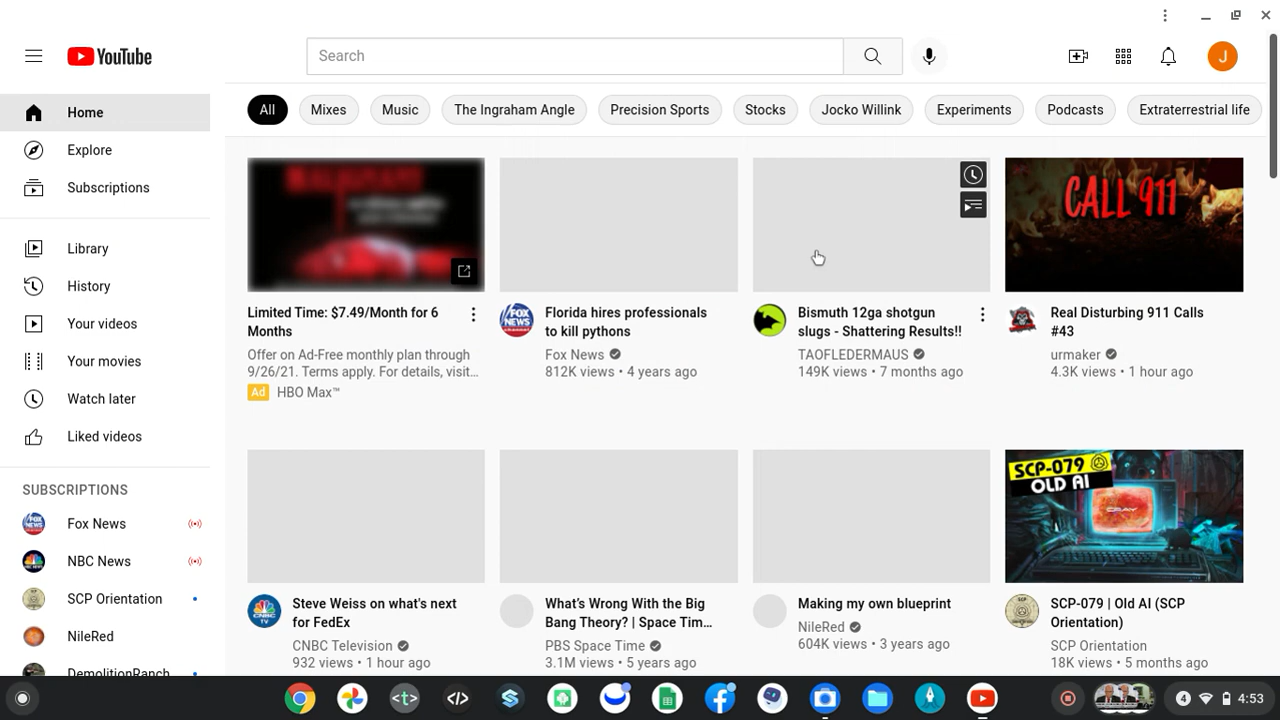 YouTube
Search
J
Home
Explore
Subscriptions
Library
History
Your videos
Your movies
Watch later
Liked videos
SUBSCRIPTIONS
Fox News
NBC News
SCP Orientation
NileRed
DemolitionRanch
All
Mixes
Music
The Ingraham Angle
Precision Sports
Stocks
Jocko Willink
Experiments
Podcasts
Extraterrestrial life
Limited Time: $7.49/Month for 6
Months
Offer on Ad-Free monthly plan through
9/26/21. Terms apply. For details, visit...
Ad HBO Max™
Florida hires professionals
to kill pythons
Fox News
812K views • 4 years ago
Bismuth 12ga shotgun
slugs - Shattering Results!!
TAOFLEDERMAUS
149K views • 7 months ago
CALL 911
Real Disturbing 911 Calls
#43
urmaker
4.3K views • 1 hour ago
Steve Weiss on what's next
for FedEx
CNBC Television
932 views • 1 hour ago
What's Wrong With the Big
Bang Theory? | Space Tim...
PBS Space Time
3.1M views • 5 years ago
Making my own blueprint
NileRed
604K views • 3 years ago
SCP-079
OLD AI
SCP-079 | Old AI (SCP
Orientation)
SCP Orientation
18K views • 5 months ago
4 4:53